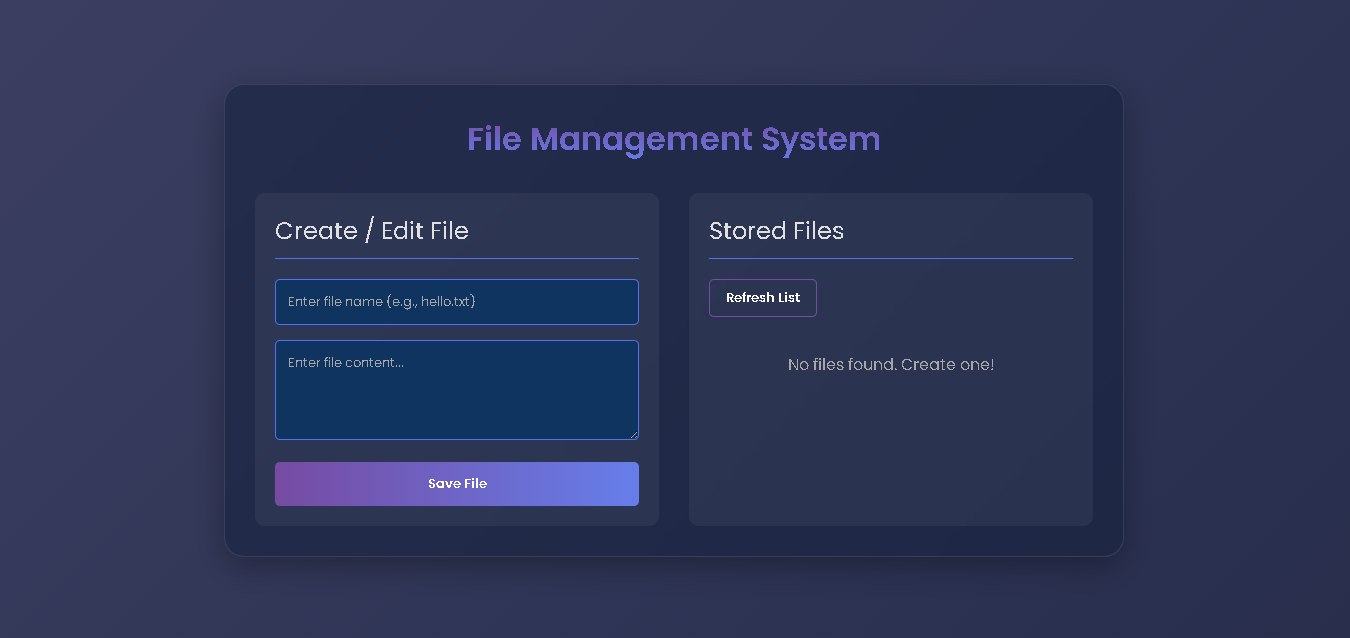 File Management System
Create / Edit File
Enter file name (e.g., hello.txt)
Enter file content...
Save File
Stored Files
Refresh List
No files found. Create one!